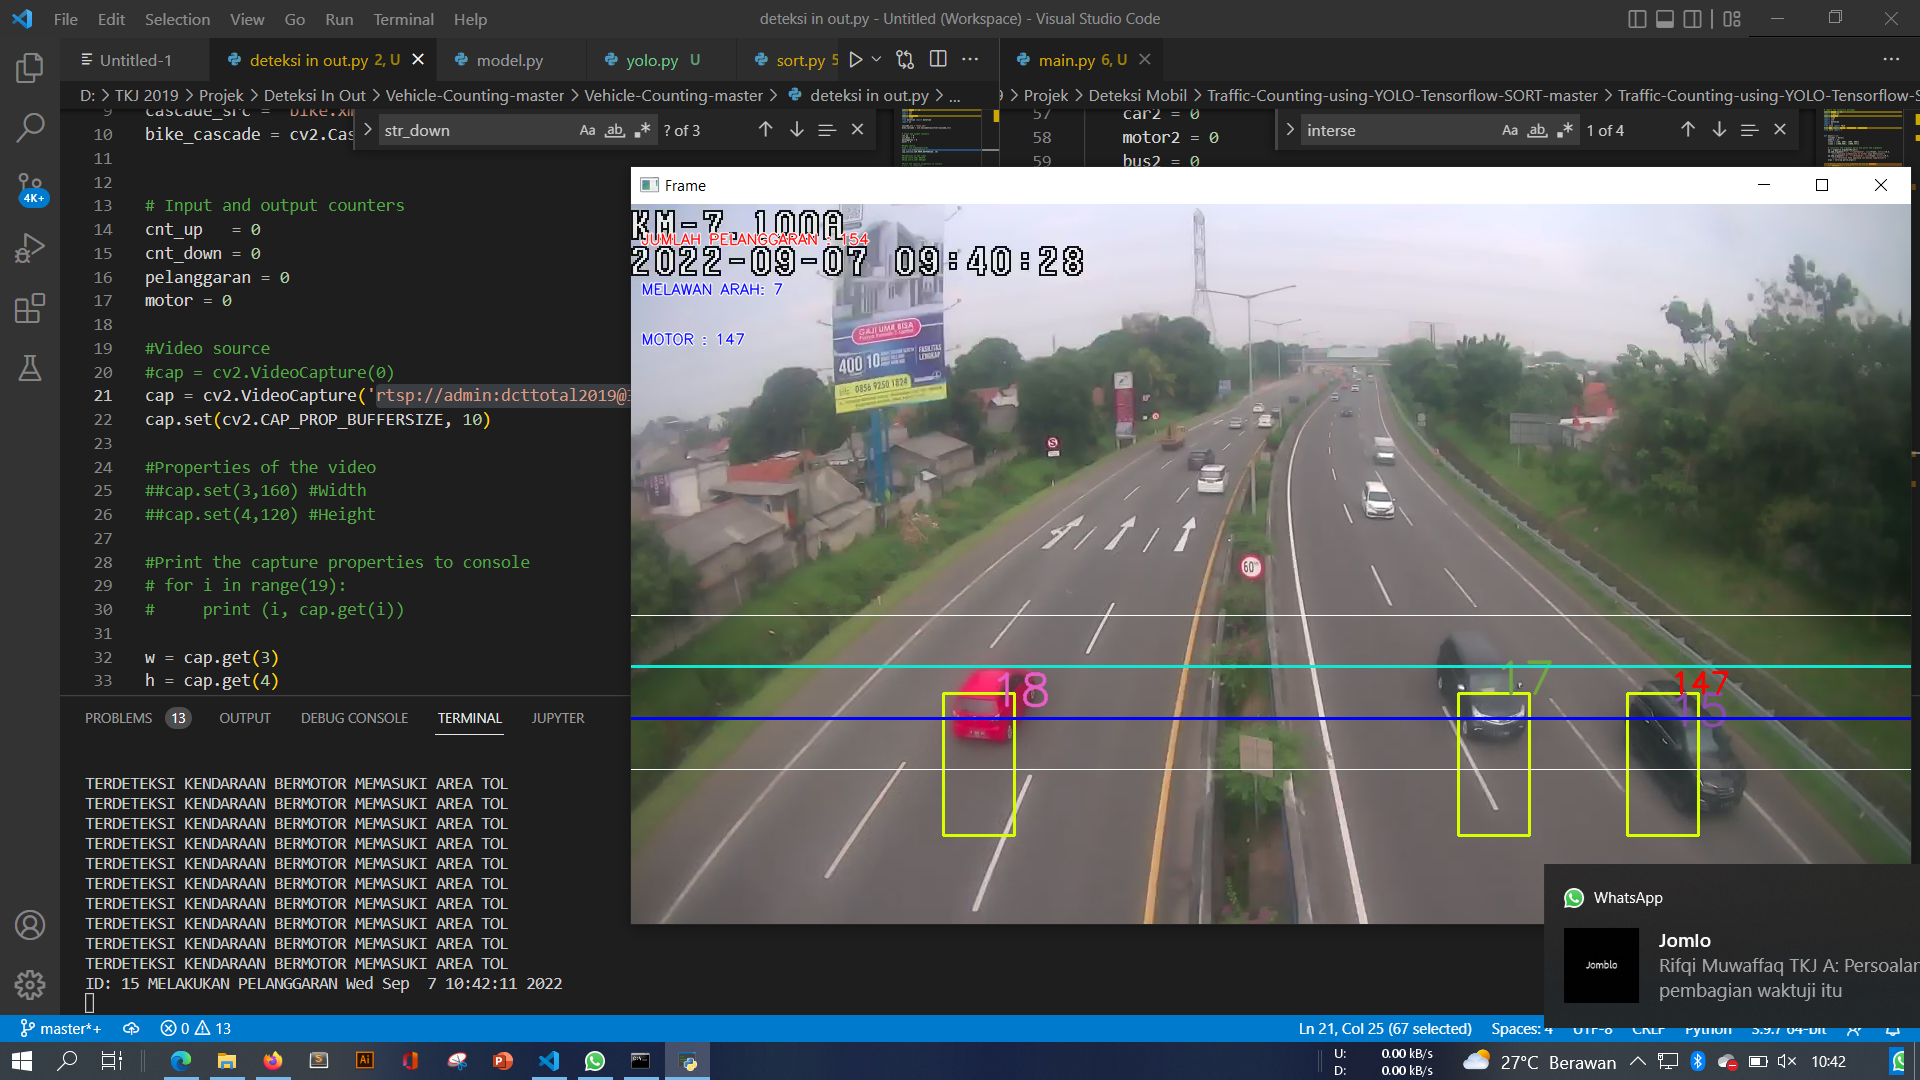 File Edit Selection View Go Run Terminal Help
deteksi in out.py - Untitled (Workspace) - Visual Studio Code
Untitled-1
deteksi in out.py 2, U
model.py
yolo.py U
sort.py 5
main.py 6, U
D: > TKJ 2019 > Projek > Deteksi In Out > Vehicle-Counting-master > Vehicle-Counting-master > deteksi in out.py > ...
Projek > Deteksi Mobil > Traffic-Counting-using-YOLO-Tensorflow-SORT-master > Traffic-Counting-using-YOLO-Tensorflow-S
str_down Aa ab ? of 3
interse Aa ab 1 of 4
10 bike_cascade = cv2.Cas
11
12
13 # Input and output counters
14 cnt_up = 0
15 cnt_down = 0
16 pelanggaran = 0
17 motor = 0
18
19 #Video source
20 #cap = cv2.VideoCapture(0)
21 cap = cv2.VideoCapture('rtsp://admin:dcttotal2019@
22 cap.set(cv2.CAP_PROP_BUFFERSIZE, 10)
23
24 #Properties of the video
25 ##cap.set(3,160) #Width
26 ##cap.set(4,120) #Height
27
28 #Print the capture properties to console
29 # for i in range(19):
30 # print (i, cap.get(i))
31
32 w = cap.get(3)
33 h = cap.get(4)
57 car2 = 0
58 motor2 = 0
59 bus2 = 0
4K+
Frame
KM-7.100A
JUMLAH PELANGGARAN : 154
2022-09-07 09:40:28
MELAWAN ARAH: 7
MOTOR : 147
GAJI UMR BISA
400 10
0856 9250 1824
S
60
18
17
147
15
PROBLEMS 13 OUTPUT DEBUG CONSOLE TERMINAL JUPYTER
TERDETEKSI KENDARAAN BERMOTOR MEMASUKI AREA TOL
TERDETEKSI KENDARAAN BERMOTOR MEMASUKI AREA TOL
TERDETEKSI KENDARAAN BERMOTOR MEMASUKI AREA TOL
TERDETEKSI KENDARAAN BERMOTOR MEMASUKI AREA TOL
TERDETEKSI KENDARAAN BERMOTOR MEMASUKI AREA TOL
TERDETEKSI KENDARAAN BERMOTOR MEMASUKI AREA TOL
TERDETEKSI KENDARAAN BERMOTOR MEMASUKI AREA TOL
TERDETEKSI KENDARAAN BERMOTOR MEMASUKI AREA TOL
TERDETEKSI KENDARAAN BERMOTOR MEMASUKI AREA TOL
TERDETEKSI KENDARAAN BERMOTOR MEMASUKI AREA TOL
ID: 15 MELAKUKAN PELANGGARAN Wed Sep 7 10:42:11 2022
WhatsApp
Jomlo
Jomblo
Rifqi Muwaffaq TKJ A: Persoalan
pembagian waktuji itu
master*+ 0 13
Ln 21, Col 25 (67 selected) Spaces: 4 UTF-8 CRLF Python 3.9.7 64-bit
U: 0.00 kB/s
D: 0.00 kB/s
27°C Berawan
10:42